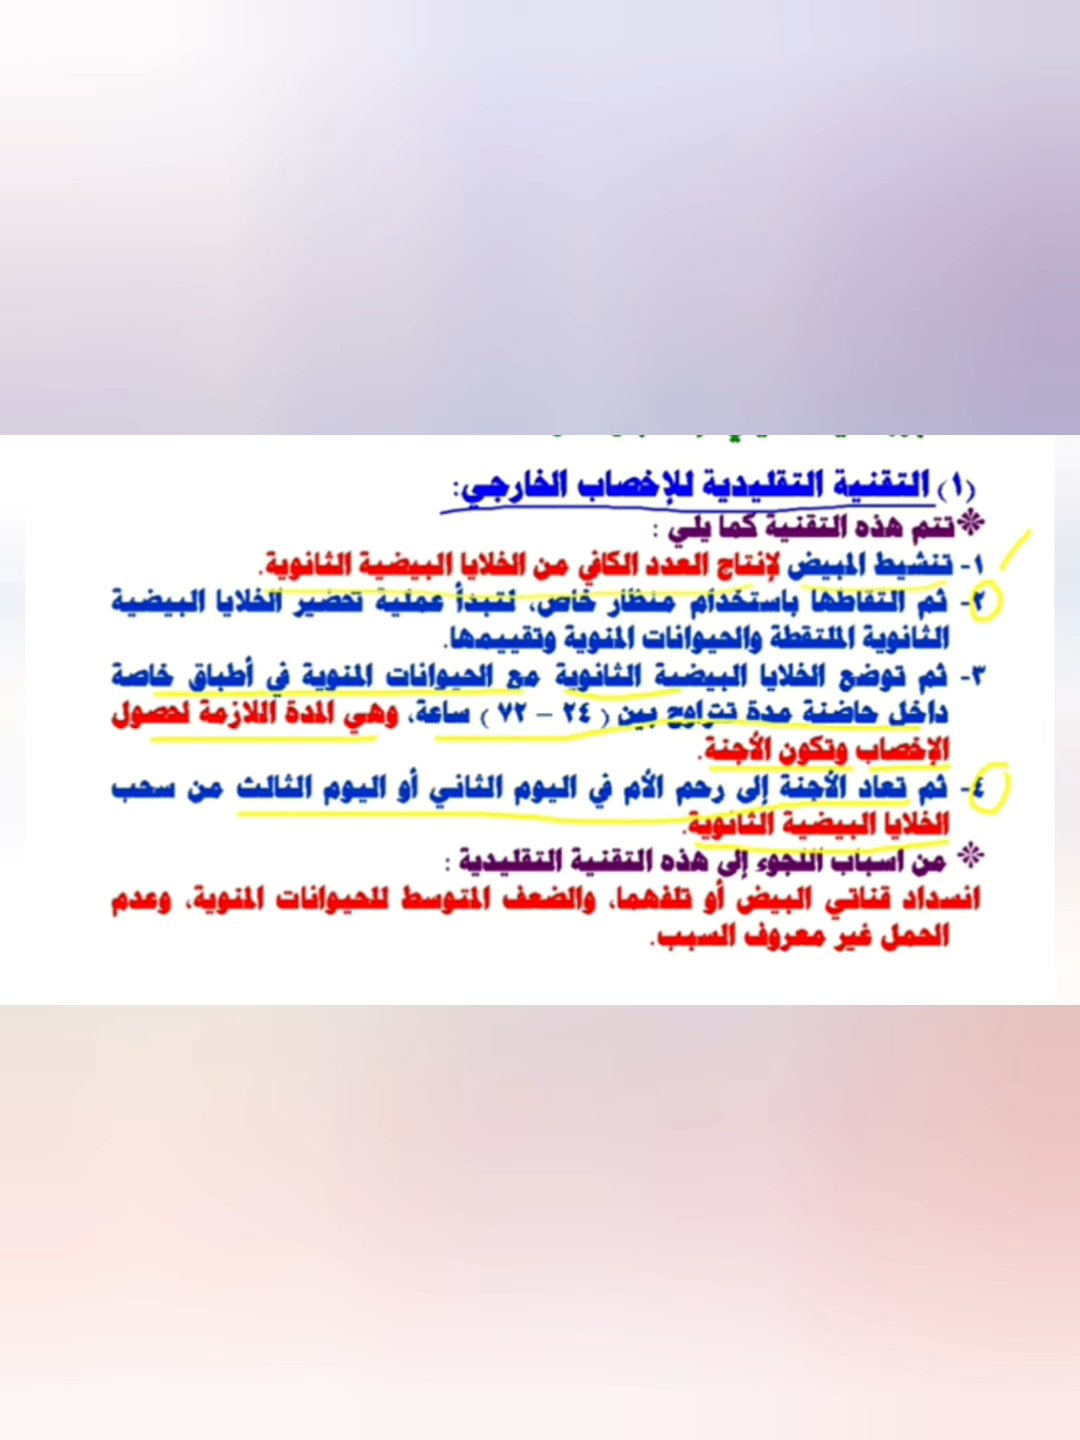 (١) التقنية التقليدية للإخصاب الخارجي:
❋ تتم هذه التقنية كما يلي :
١- تنشيط المبيض لإنتاج العدد الكافي من الخلايا البيضية الثانوية.
٢- ثم التقاطها باستخدام منظار خاص، لتبدأ عملية تحضير الخلايا البيضية
الثانوية الملتقطة والحيوانات المنوية وتقييمها.
٣- ثم توضع الخلايا البيضية الثانوية مع الحيوانات المنوية في أطباق خاصة
داخل حاضنة مدة تتراوح بين ( ٢٤ – ٧٢ ) ساعة، وهي المدة اللازمة لحصول
الإخصاب وتكون الأجنة.
٤- ثم تعاد الأجنة إلى رحم الأم في اليوم الثاني أو اليوم الثالث من سحب
الخلايا البيضية الثانوية.
❋ من اسباب اللجوء إلى هذه التقنية التقليدية :
انسداد قناتي البيض أو تلفهما، والضعف المتوسط للحيوانات المنوية، وعدم
الحمل غير معروف السبب.